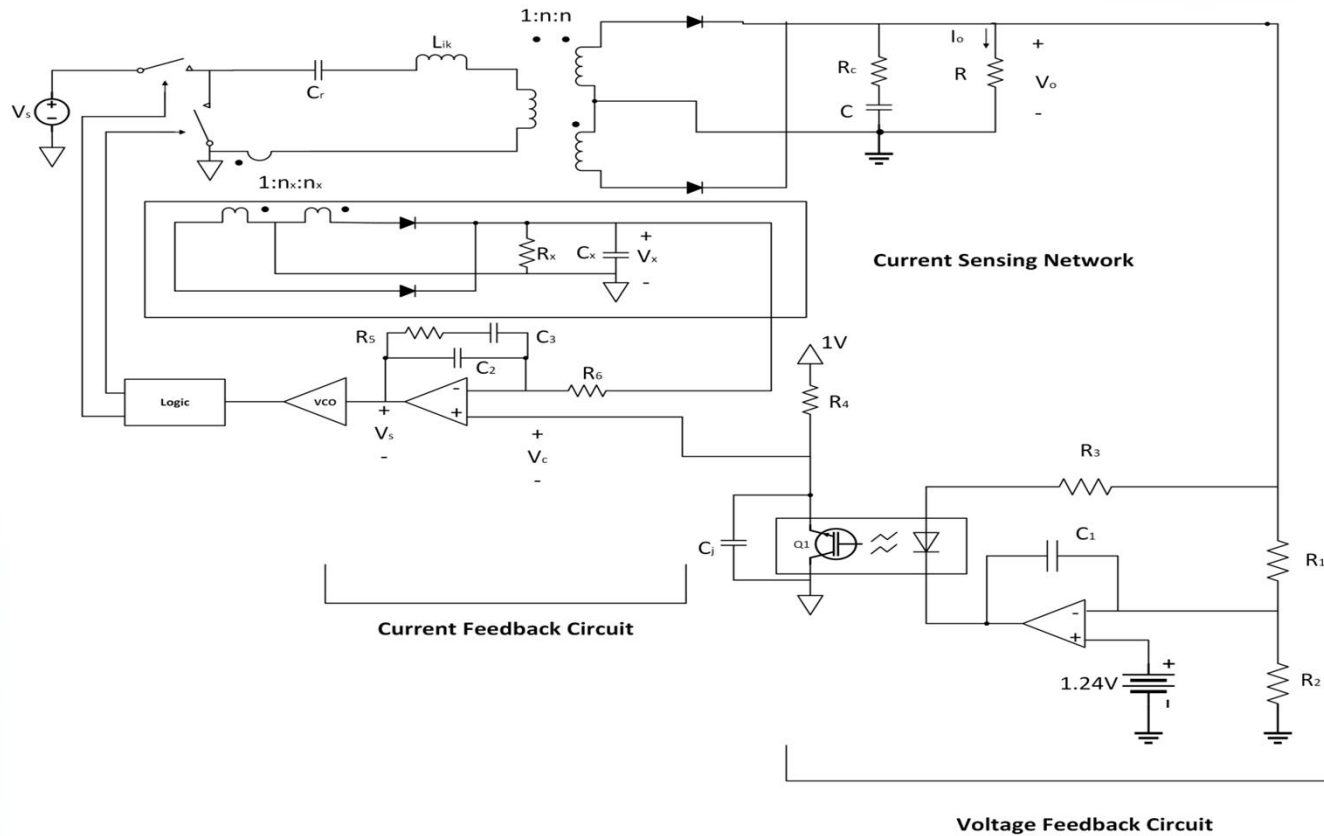 1:n:n
Lik
Cr
Vs
+
−
Rc
C
Io
R
+
Vo
-
1:nx:nx
Rx
Cx
+
Vx
-
Current Sensing Network
R5
C3
C2
R6
1V
R4
Logic
VCO
-
+
+
Vs
-
+
Vc
-
R3
Cj
Q1
C1
R1
-
+
1.24V
+
-
R2
Current Feedback Circuit
Voltage Feedback Circuit